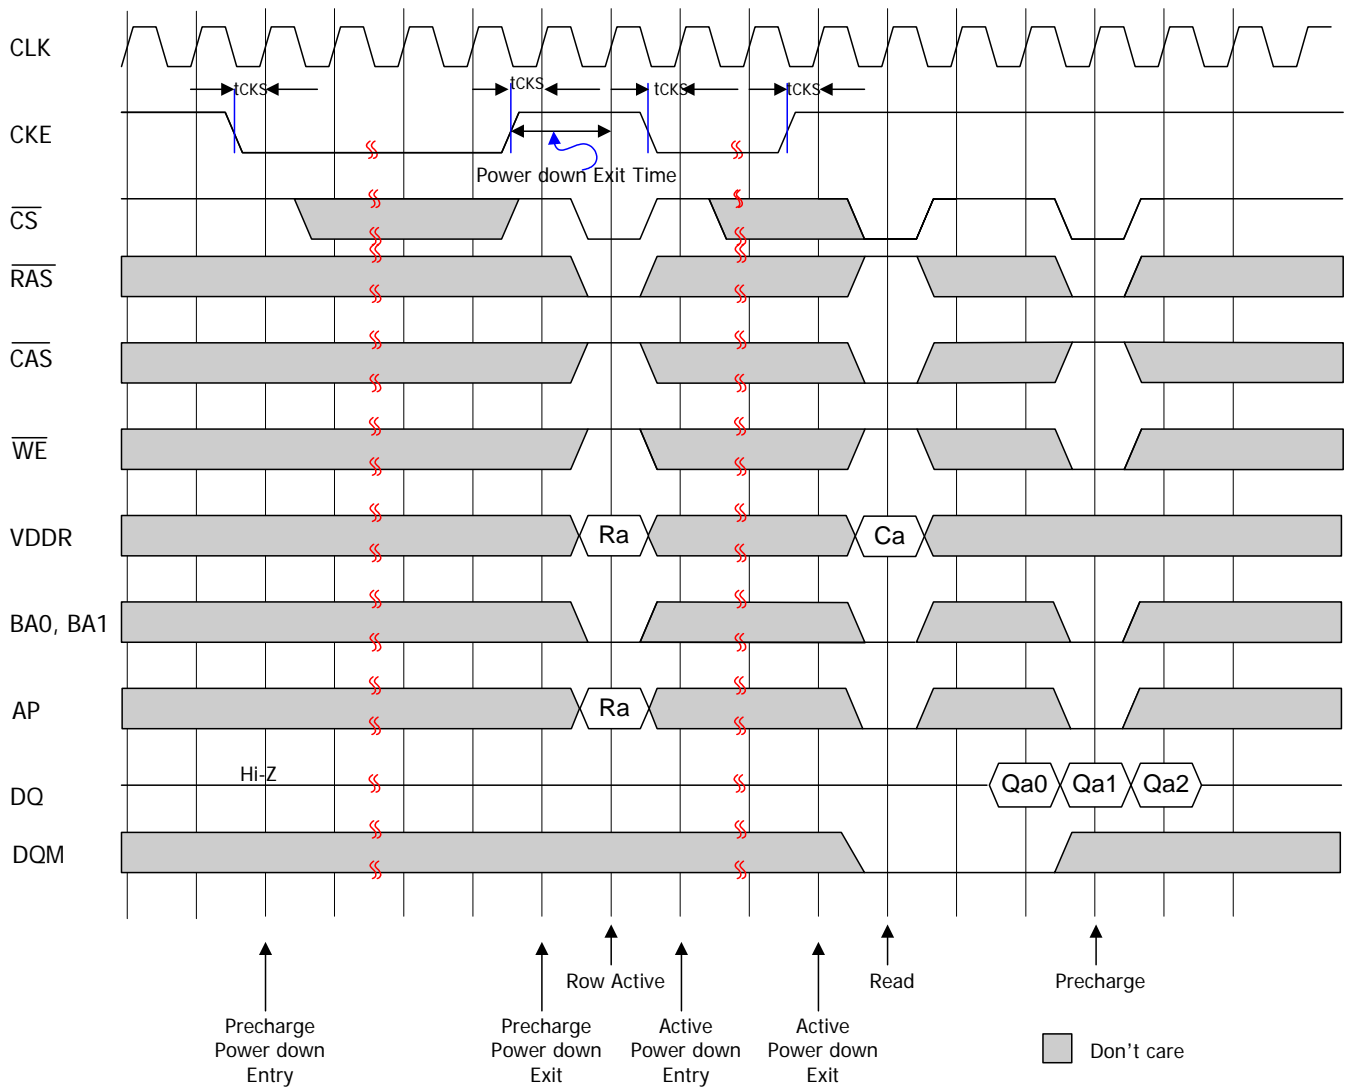 CLK
tCKS tCKS tCKS tCKS
CKE
Power down Exit Time
CS
RAS
CAS
WE
VDDR
Ra
Ca
BA0, BA1
AP
Ra
Hi-Z
DQ
Qa0 Qa1 Qa2
DQM
Row Active
Read
Precharge
Precharge
Power down
Entry
Precharge
Power down
Exit
Active
Power down
Entry
Active
Power down
Exit
Don't care